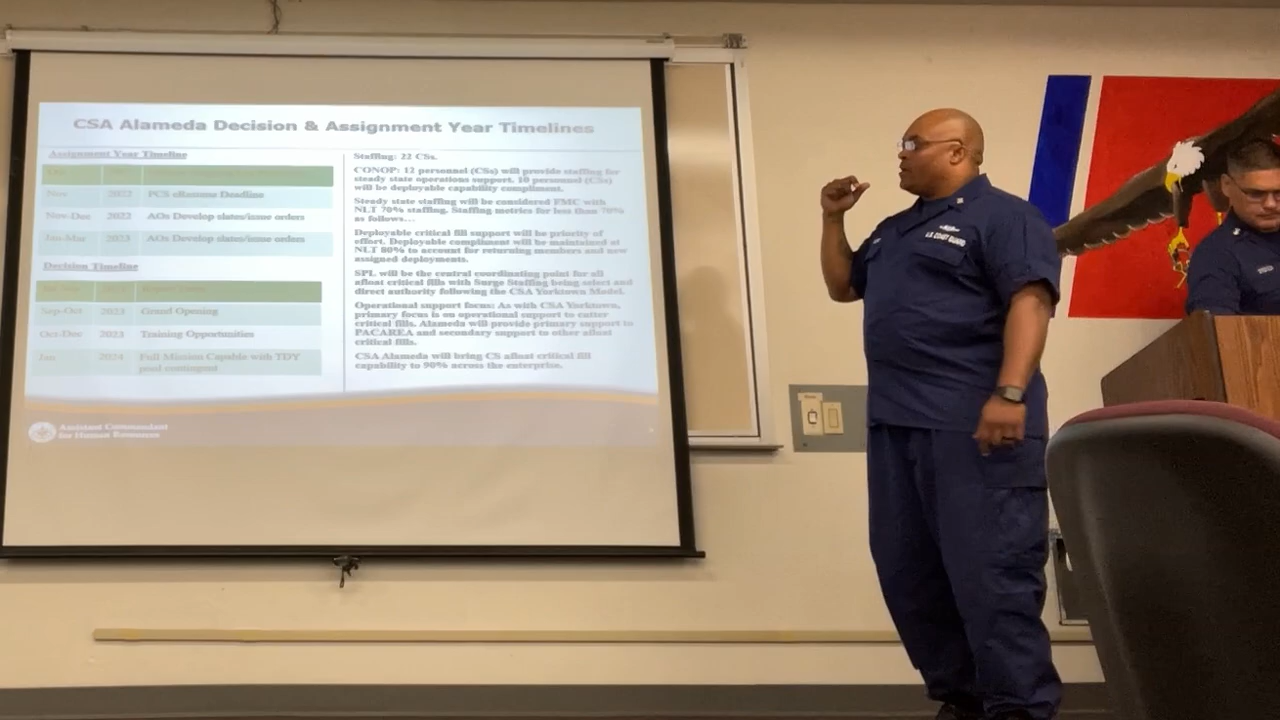 CSA Alameda Decision & Assignment Year Timelines
Assignment Year Timeline
Nov 2022 PCS eResume Deadline
Nov-Dec 2022 AOs Develop slates/issue orders
Jan-Mar 2023 AOs Develop slates/issue orders
Decision Timeline
Sep-Oct 2023 Grand Opening
Oct-Dec 2023 Training Opportunities
Jan 2024 Full Mission Capable with TDY
pool contingent
Staffing: 22 CSs.
CONOP: 12 personnel (CSs) will provide staffing for
steady state operations support. 10 personnel (CSs)
will be deployable capability compliment.
Steady state staffing will be considered FMC with
NLT 70% staffing. Staffing metrics for less than 70%
as follows...
Deployable critical fill support will be priority of
effort. Deployable compliment will be maintained at
NLT 80% to account for returning members and new
assigned deployments.
SPL will be the central coordinating point for all
afloat critical fills with Surge Staffing being select and
direct authority following the CSA Yorktown Model.
Operational support focus: As with CSA Yorktown,
primary focus is on operational support to cutter
critical fills. Alameda will provide primary support to
PACAREA and secondary support to other afloat
critical fills.
CSA Alameda will bring CS afloat critical fill
capability to 90% across the enterprise.
Assistant Commandant
for Human Resources
U.S. COAST GUARD